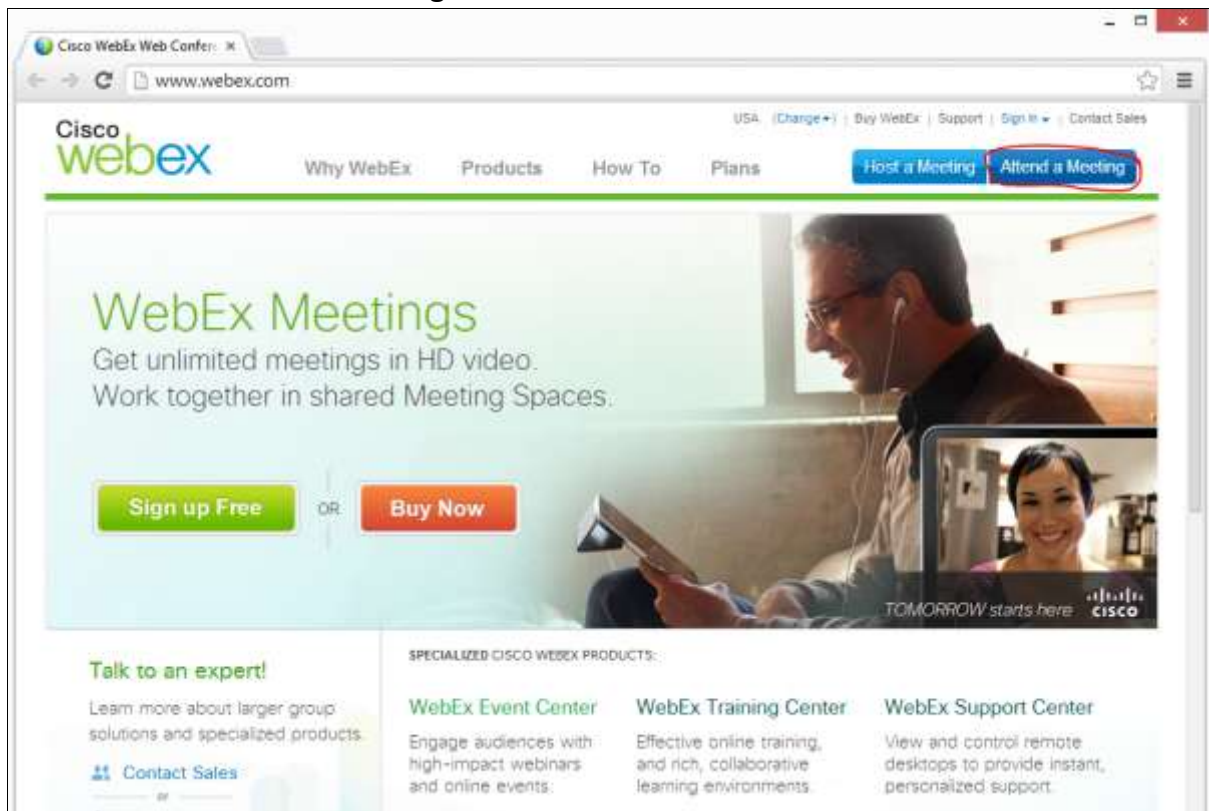 Cisco WebEx Web Confer
www.webex.com
USA (Change) | Buy WebEx | Support | Sign In | Contact Sales
Cisco
webex
Why WebEx Products How To Plans
Host a Meeting Attend a Meeting
WebEx Meetings
Get unlimited meetings in HD video.
Work together in shared Meeting Spaces.
Sign up Free OR Buy Now
TOMORROW starts here CISCO
Talk to an expert!
Learn more about larger group
solutions and specialized products.
Contact Sales
or
SPECIALIZED CISCO WEBEX PRODUCTS:
WebEx Event Center
Engage audiences with
high-impact webinars
and online events.
WebEx Training Center
Effective online training,
and rich, collaborative
learning environments.
WebEx Support Center
View and control remote
desktops to provide instant,
personalized support.